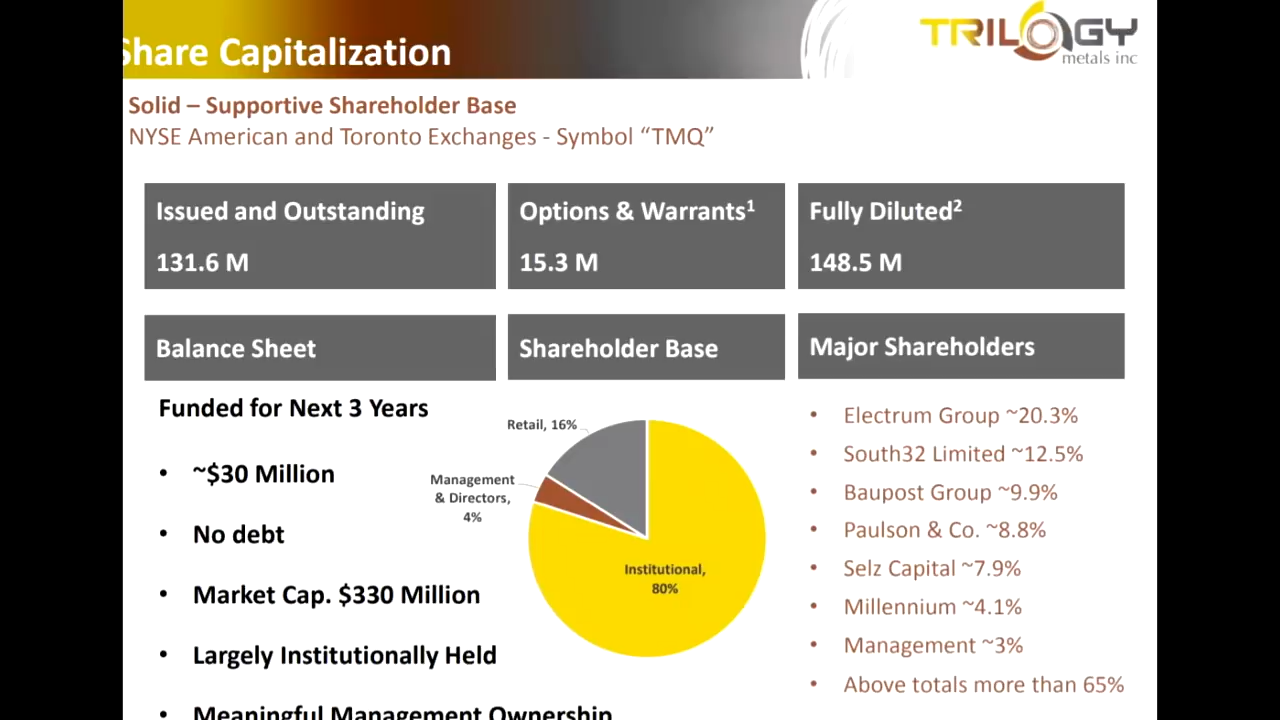 Share Capitalization
TRILOGY
metals inc
Solid – Supportive Shareholder Base
NYSE American and Toronto Exchanges - Symbol “TMQ”
Issued and Outstanding
131.6 M
Options & Warrants¹
15.3 M
Fully Diluted²
148.5 M
Balance Sheet
Funded for Next 3 Years
• ~$30 Million
• No debt
• Market Cap. $330 Million
• Largely Institutionally Held
• Meaningful Management Ownership
Shareholder Base
Retail, 16%
Management
& Directors,
4%
Institutional,
80%
Major Shareholders
• Electrum Group ~20.3%
• South32 Limited ~12.5%
• Baupost Group ~9.9%
• Paulson & Co. ~8.8%
• Selz Capital ~7.9%
• Millennium ~4.1%
• Management ~3%
• Above totals more than 65%